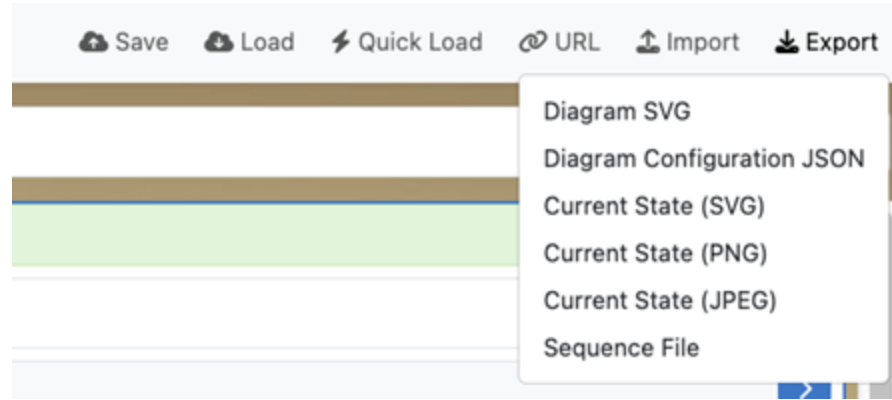 Save Load Quick Load URL Import Export
Diagram SVG
Diagram Configuration JSON
Current State (SVG)
Current State (PNG)
Current State (JPEG)
Sequence File